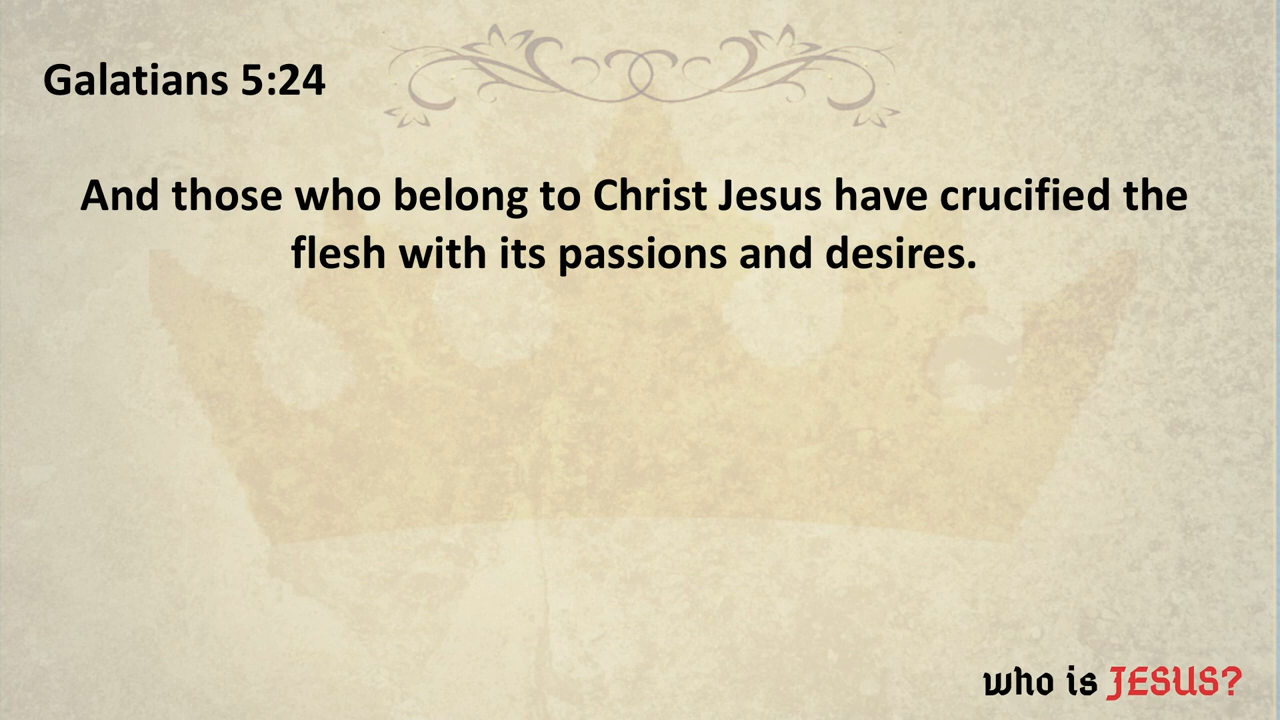 Galatians 5:24
And those who belong to Christ Jesus have crucified the
flesh with its passions and desires.
who is JESUS?